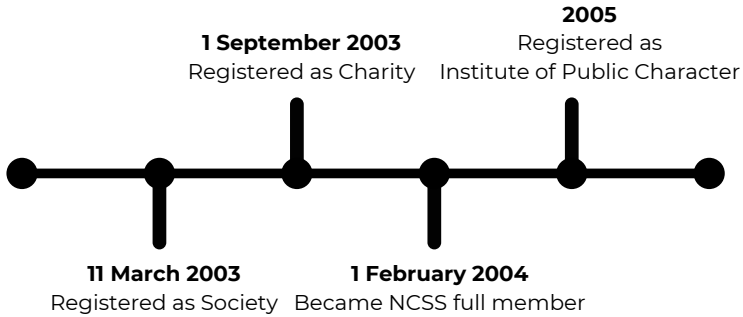 2005
1 September 2003
Registered as
Registered as Charity
Institute of Public Character
11 March 2003
1 February 2004
Registered as Society
Became NCSS full member